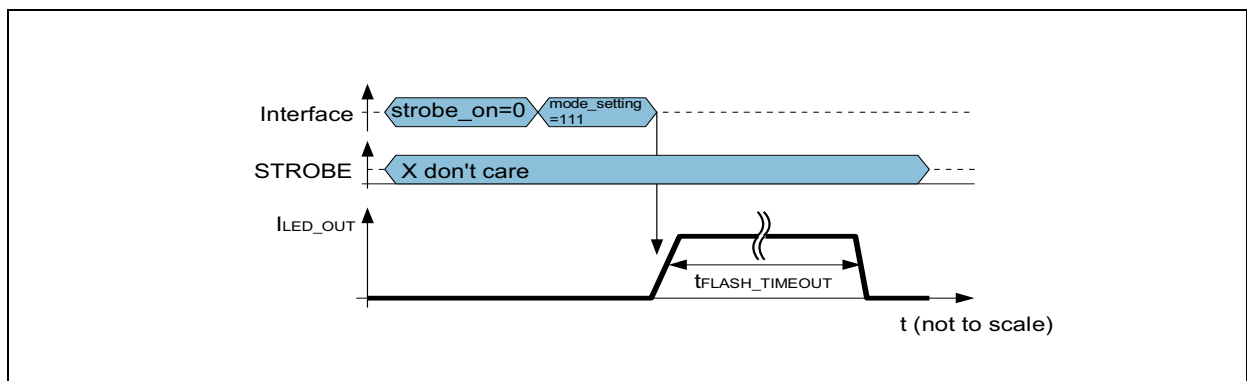 Interface
strobe_on=0
mode_setting
=111
STROBE
X don't care
ILED_OUT
tFLASH_TIMEOUT
t (not to scale)